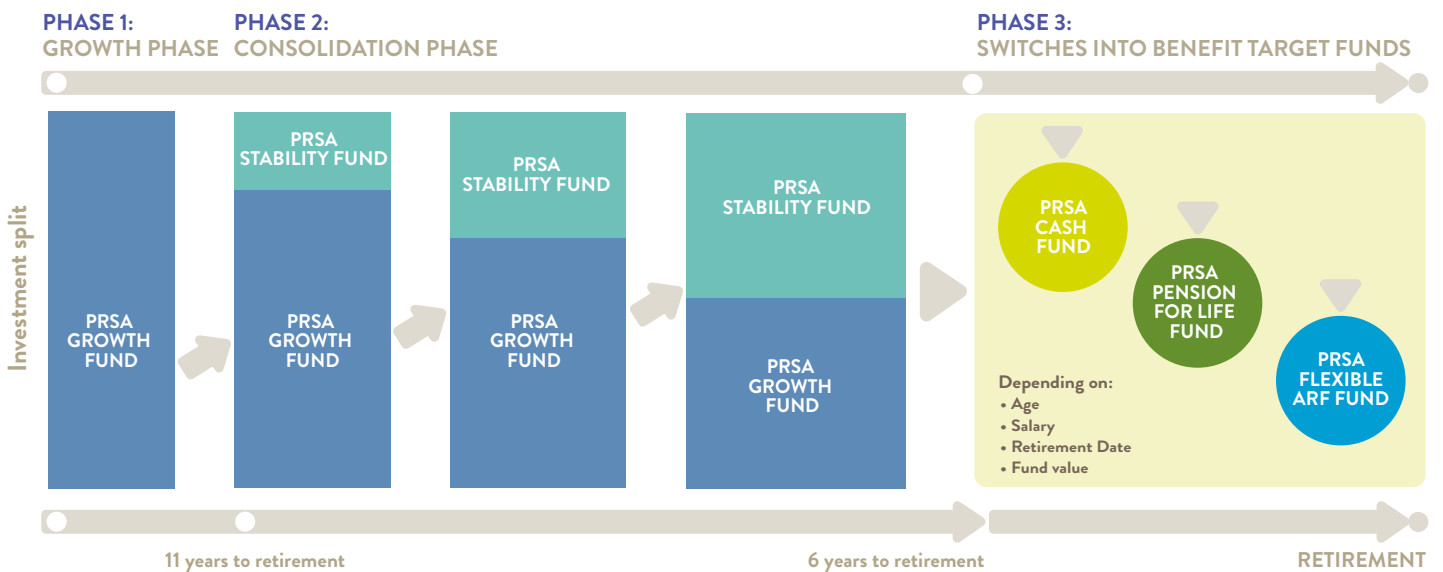 PHASE 1:
GROWTH PHASE
PHASE 2:
CONSOLIDATION PHASE
PHASE 3:
SWITCHES INTO BENEFIT TARGET FUNDS
Investment split
PRSA
GROWTH
FUND
PRSA
STABILITY FUND
PRSA
GROWTH
FUND
PRSA
STABILITY FUND
PRSA
GROWTH
FUND
PRSA
STABILITY FUND
PRSA
GROWTH
FUND
PRSA
CASH
FUND
PRSA
PENSION
FOR LIFE
FUND
PRSA
FLEXIBLE
ARF FUND
Depending on:
• Age
• Salary
• Retirement Date
• Fund value
11 years to retirement
6 years to retirement
RETIREMENT